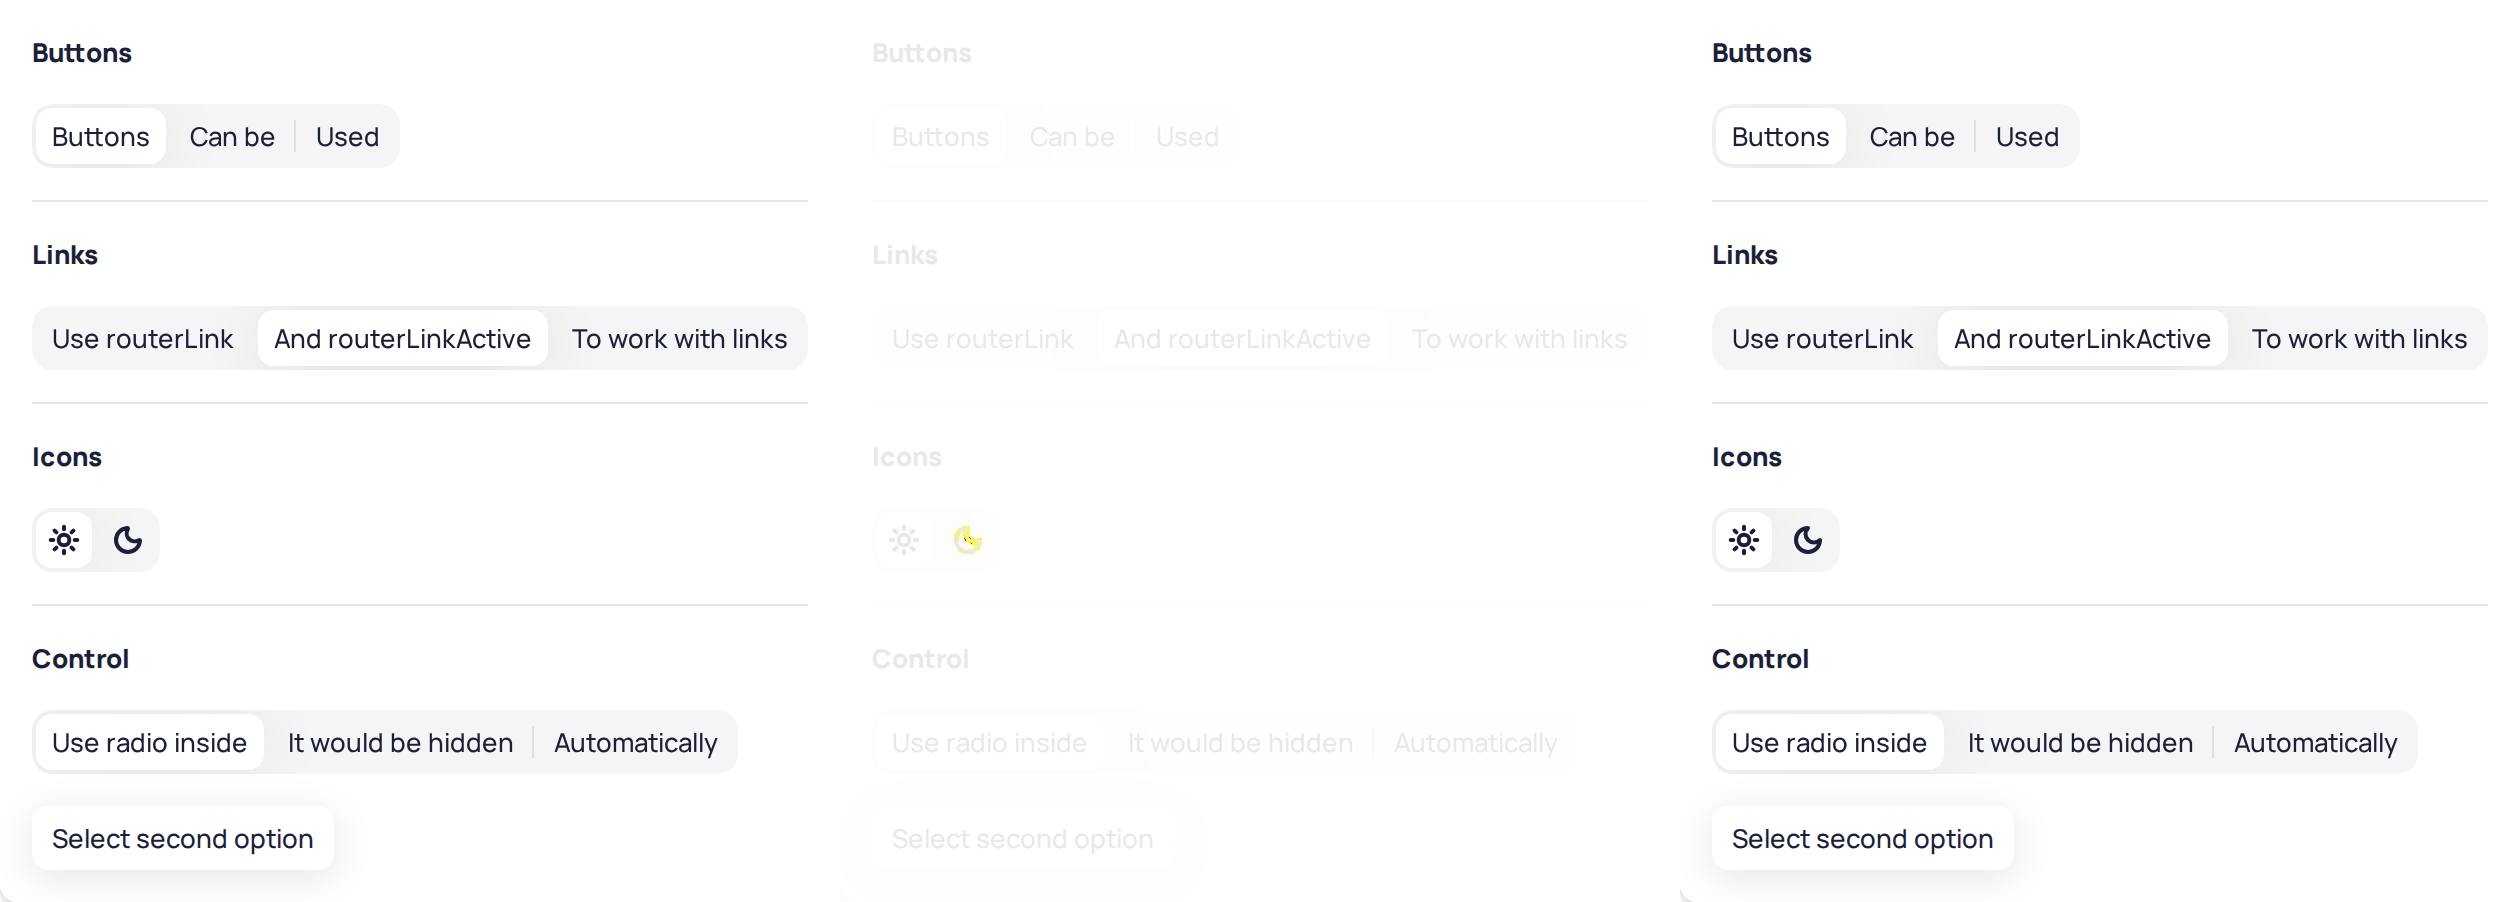 Buttons
Buttons Can be Used
Links
Use routerLink And routerLinkActive To work with links
Icons
Control
Use radio inside It would be hidden Automatically
Select second option
Buttons
Buttons Can be Used
Links
Use routerLink And routerLinkActive To work with links
Icons
Control
Use radio inside It would be hidden Automatically
Select second option
Buttons
Buttons Can be Used
Links
Use routerLink And routerLinkActive To work with links
Icons
Control
Use radio inside It would be hidden Automatically
Select second option